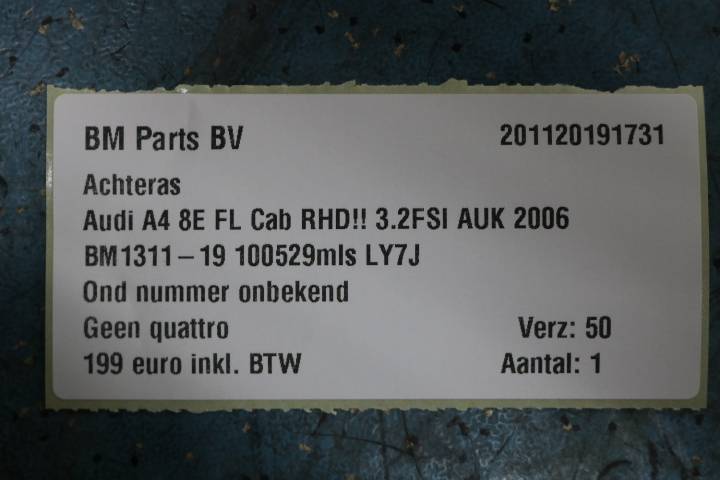 BM Parts BV 201120191731
Achteras
Audi A4 8E FL Cab RHD!! 3.2FSI AUK 2006
BM1311-19 100529mls LY7J
Ond nummer onbekend
Geen quattro Verz: 50
199 euro inkl. BTW Aantal: 1